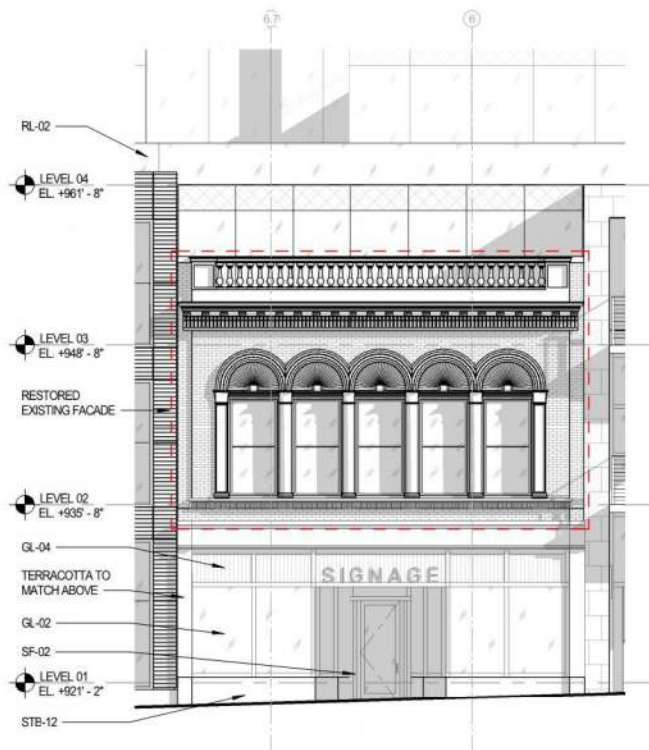 6.7
6
RL-02
LEVEL 04
EL. +961' - 8"
LEVEL 03
EL. +948' - 8"
RESTORED
EXISTING FACADE
LEVEL 02
EL. +935' - 8"
GL-04
SIGNAGE
TERRACOTTA TO
MATCH ABOVE
GL-02
SF-02
LEVEL 01
EL. +921' - 2"
STB-12